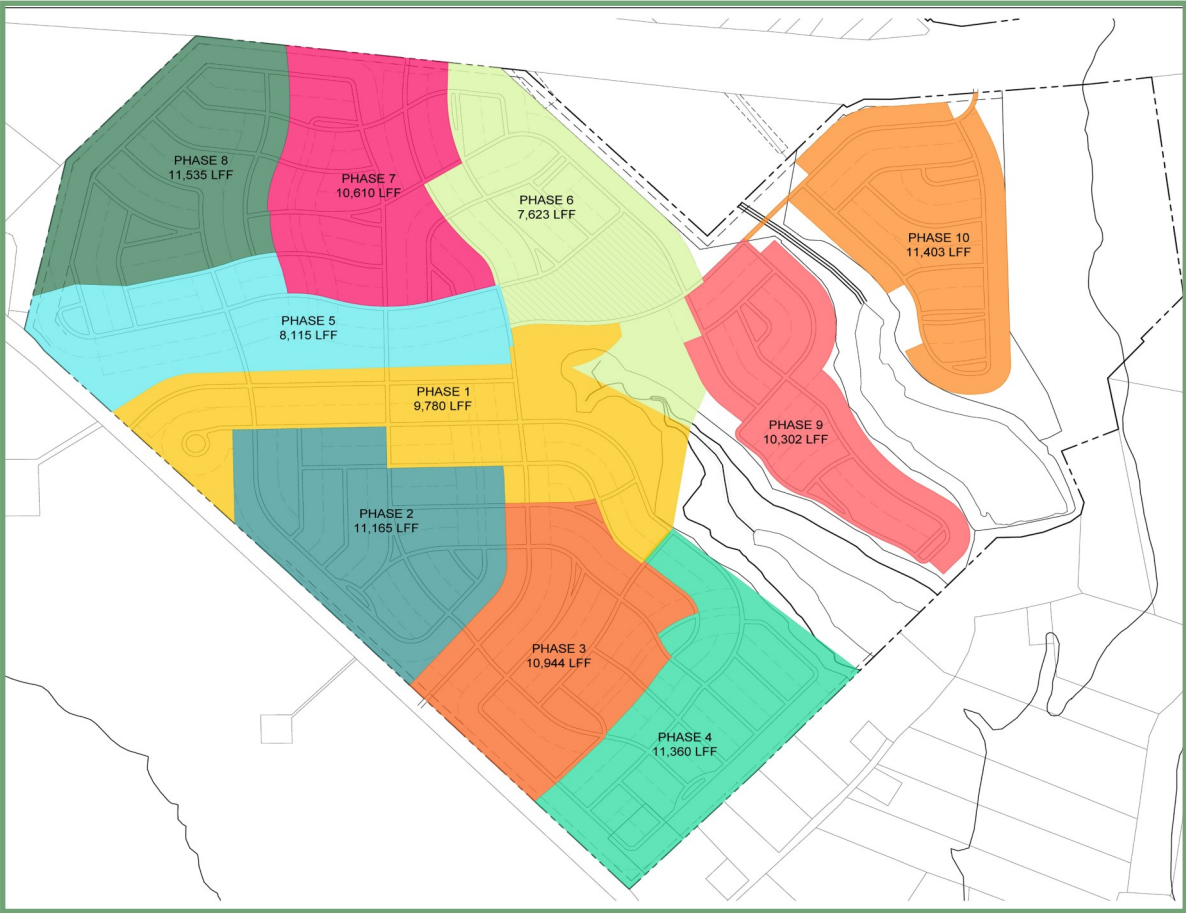 PHASE 8
11,535 LFF
PHASE 7
10,610 LFF
PHASE 6
7,623 LFF
PHASE 10
11,403 LFF
PHASE 5
8,115 LFF
PHASE 1
9,780 LFF
PHASE 9
10,302 LFF
PHASE 2
11,165 LFF
PHASE 3
10,944 LFF
PHASE 4
11,360 LFF